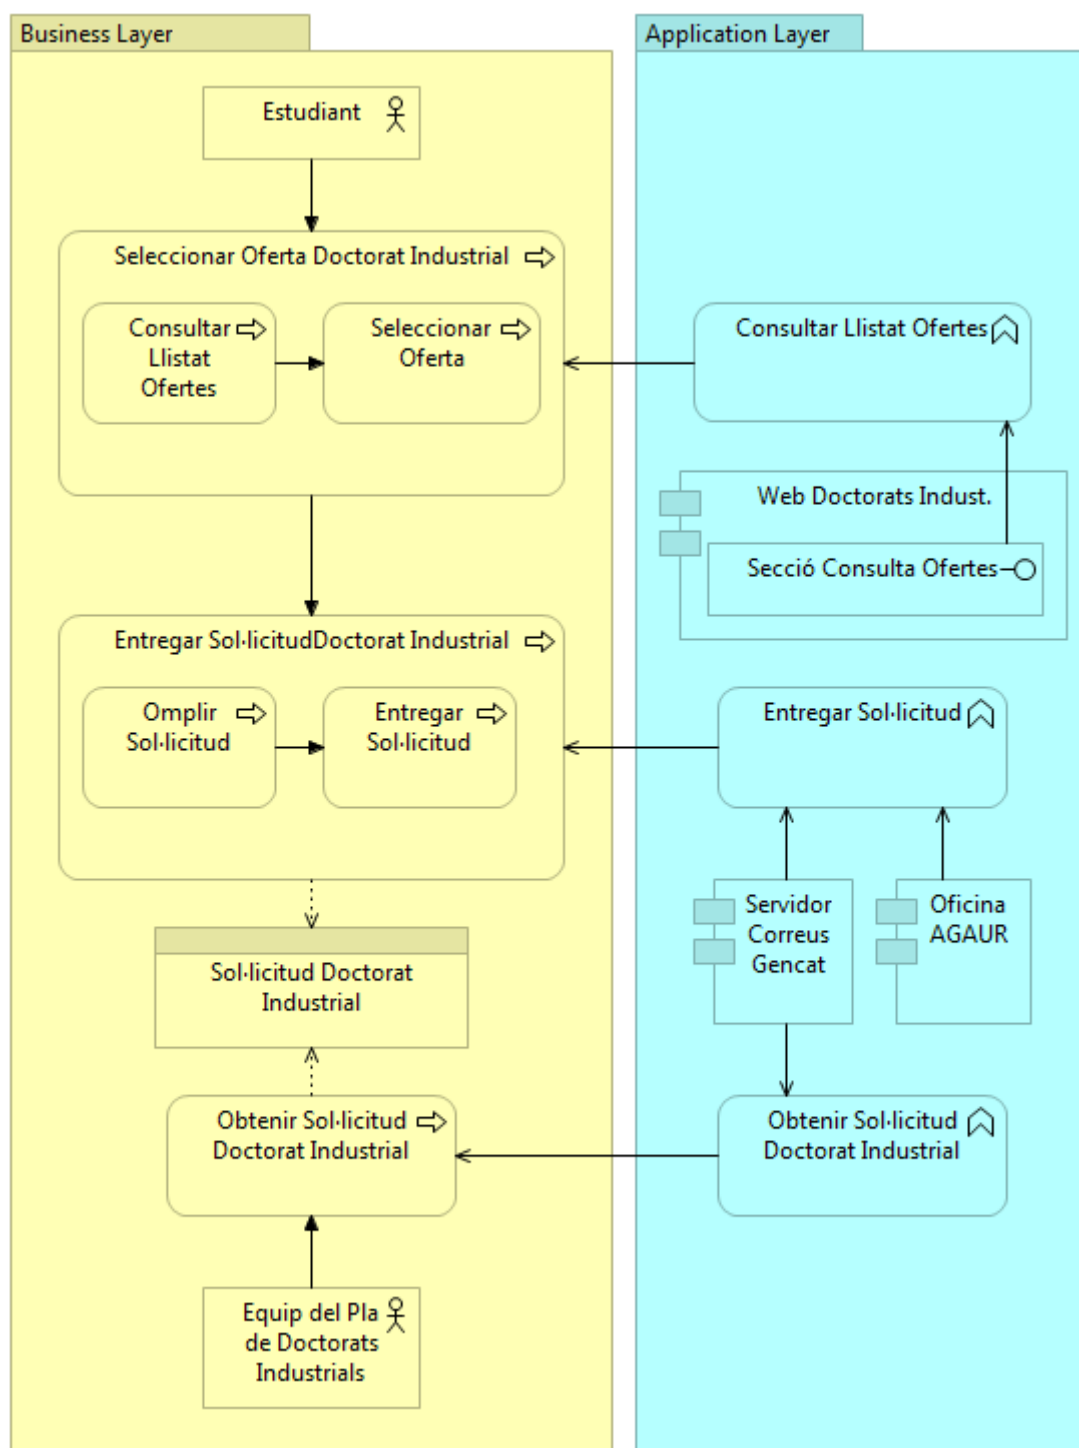 Business Layer
Application Layer
Estudiant
Seleccionar Oferta Doctorat Industrial
Consultar
Llistat
Ofertes
Seleccionar
Oferta
Consultar Llistat Ofertes
Web Doctorats Indust.
Secció Consulta Ofertes
Entregar Sol·licitudDoctorat Industrial
Omplir
Sol·licitud
Entregar
Sol·licitud
Entregar Sol·licitud
Servidor
Correus
Gencat
Oficina
AGAUR
Sol·licitud Doctorat
Industrial
Obtenir Sol·licitud
Doctorat Industrial
Obtenir Sol·licitud
Doctorat Industrial
Equip del Pla
de Doctorats
Industrials